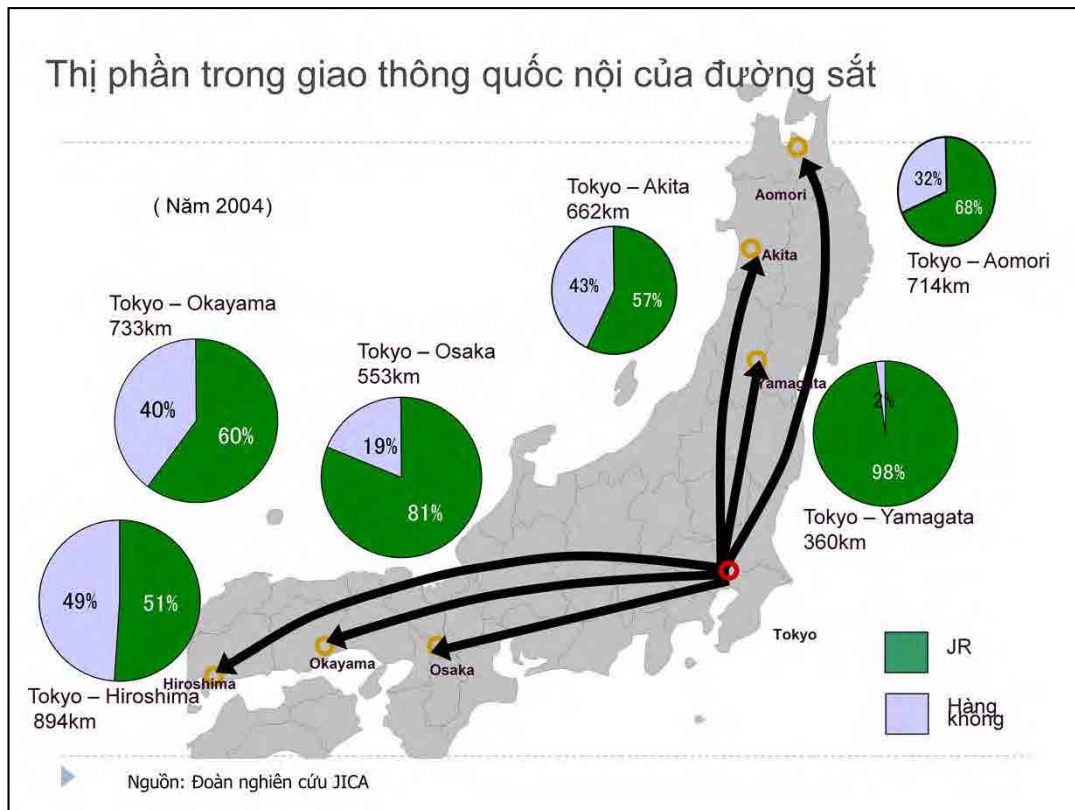 Thị phần trong giao thông quốc nội của đường sắt
( Năm 2004)
Tokyo – Akita
662km
43%
57%
Aomori
32%
68%
Tokyo – Aomori
714km
Akita
Tokyo – Okayama
733km
40%
60%
Tokyo – Osaka
553km
19%
81%
Yamagata
2%
98%
Tokyo – Yamagata
360km
49%
51%
Tokyo – Hiroshima
894km
Hiroshima
Okayama
Osaka
Tokyo
JR
Hàng
không
Nguồn: Đoàn nghiên cứu JICA